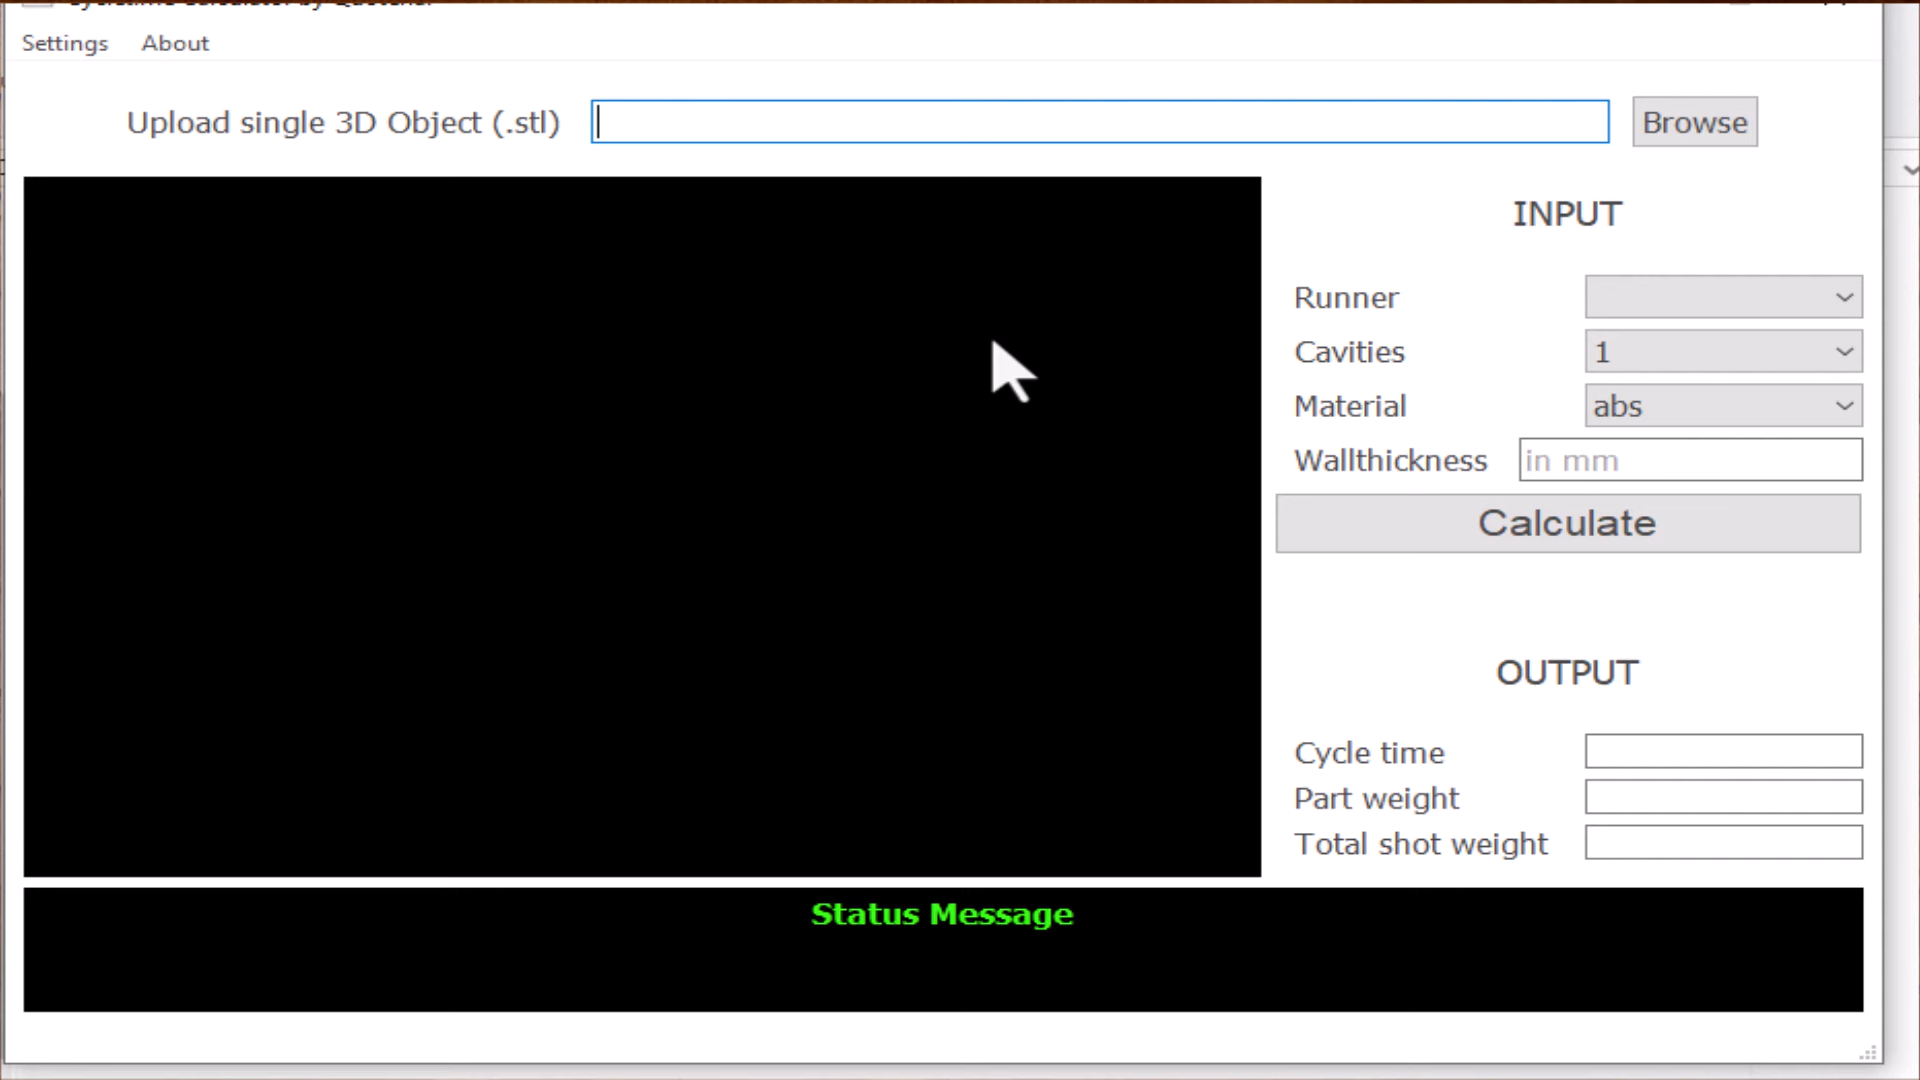 Settings About
Upload single 3D Object (.stl) Browse
INPUT
Runner
Cavities 1
Material abs
Wallthickness in mm
Calculate
OUTPUT
Cycle time
Part weight
Total shot weight
Status Message